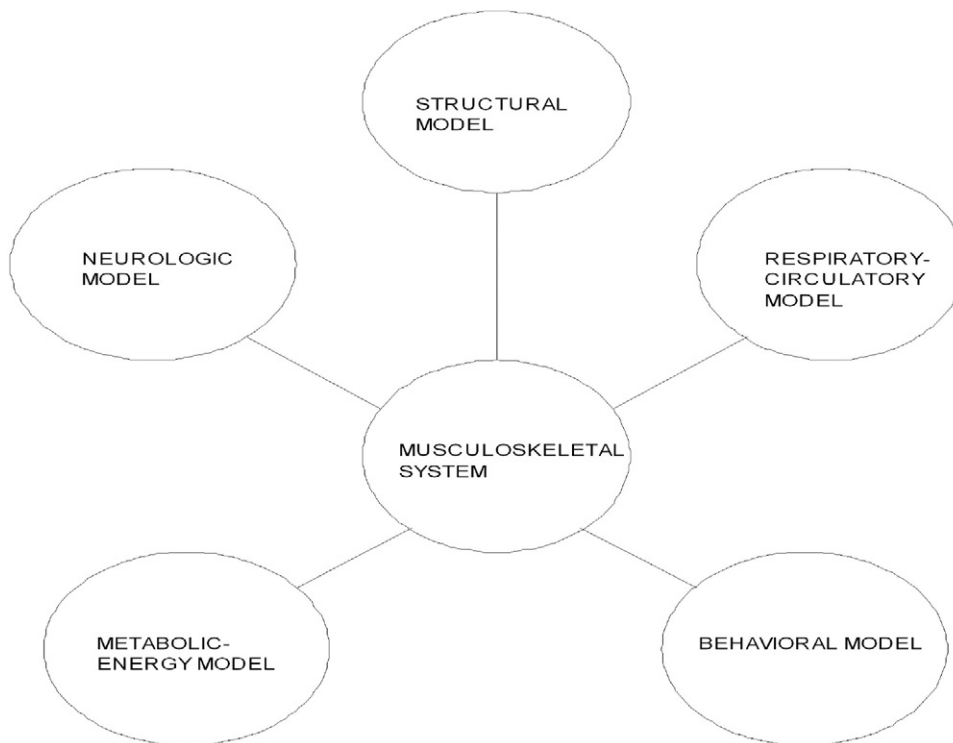 STRUCTURAL
MODEL
NEUROLOGIC
MODEL
RESPIRATORY-
CIRCULATORY
MODEL
MUSCULOSKELETAL
SYSTEM
METABOLIC-
ENERGY MODEL
BEHAVIORAL MODEL